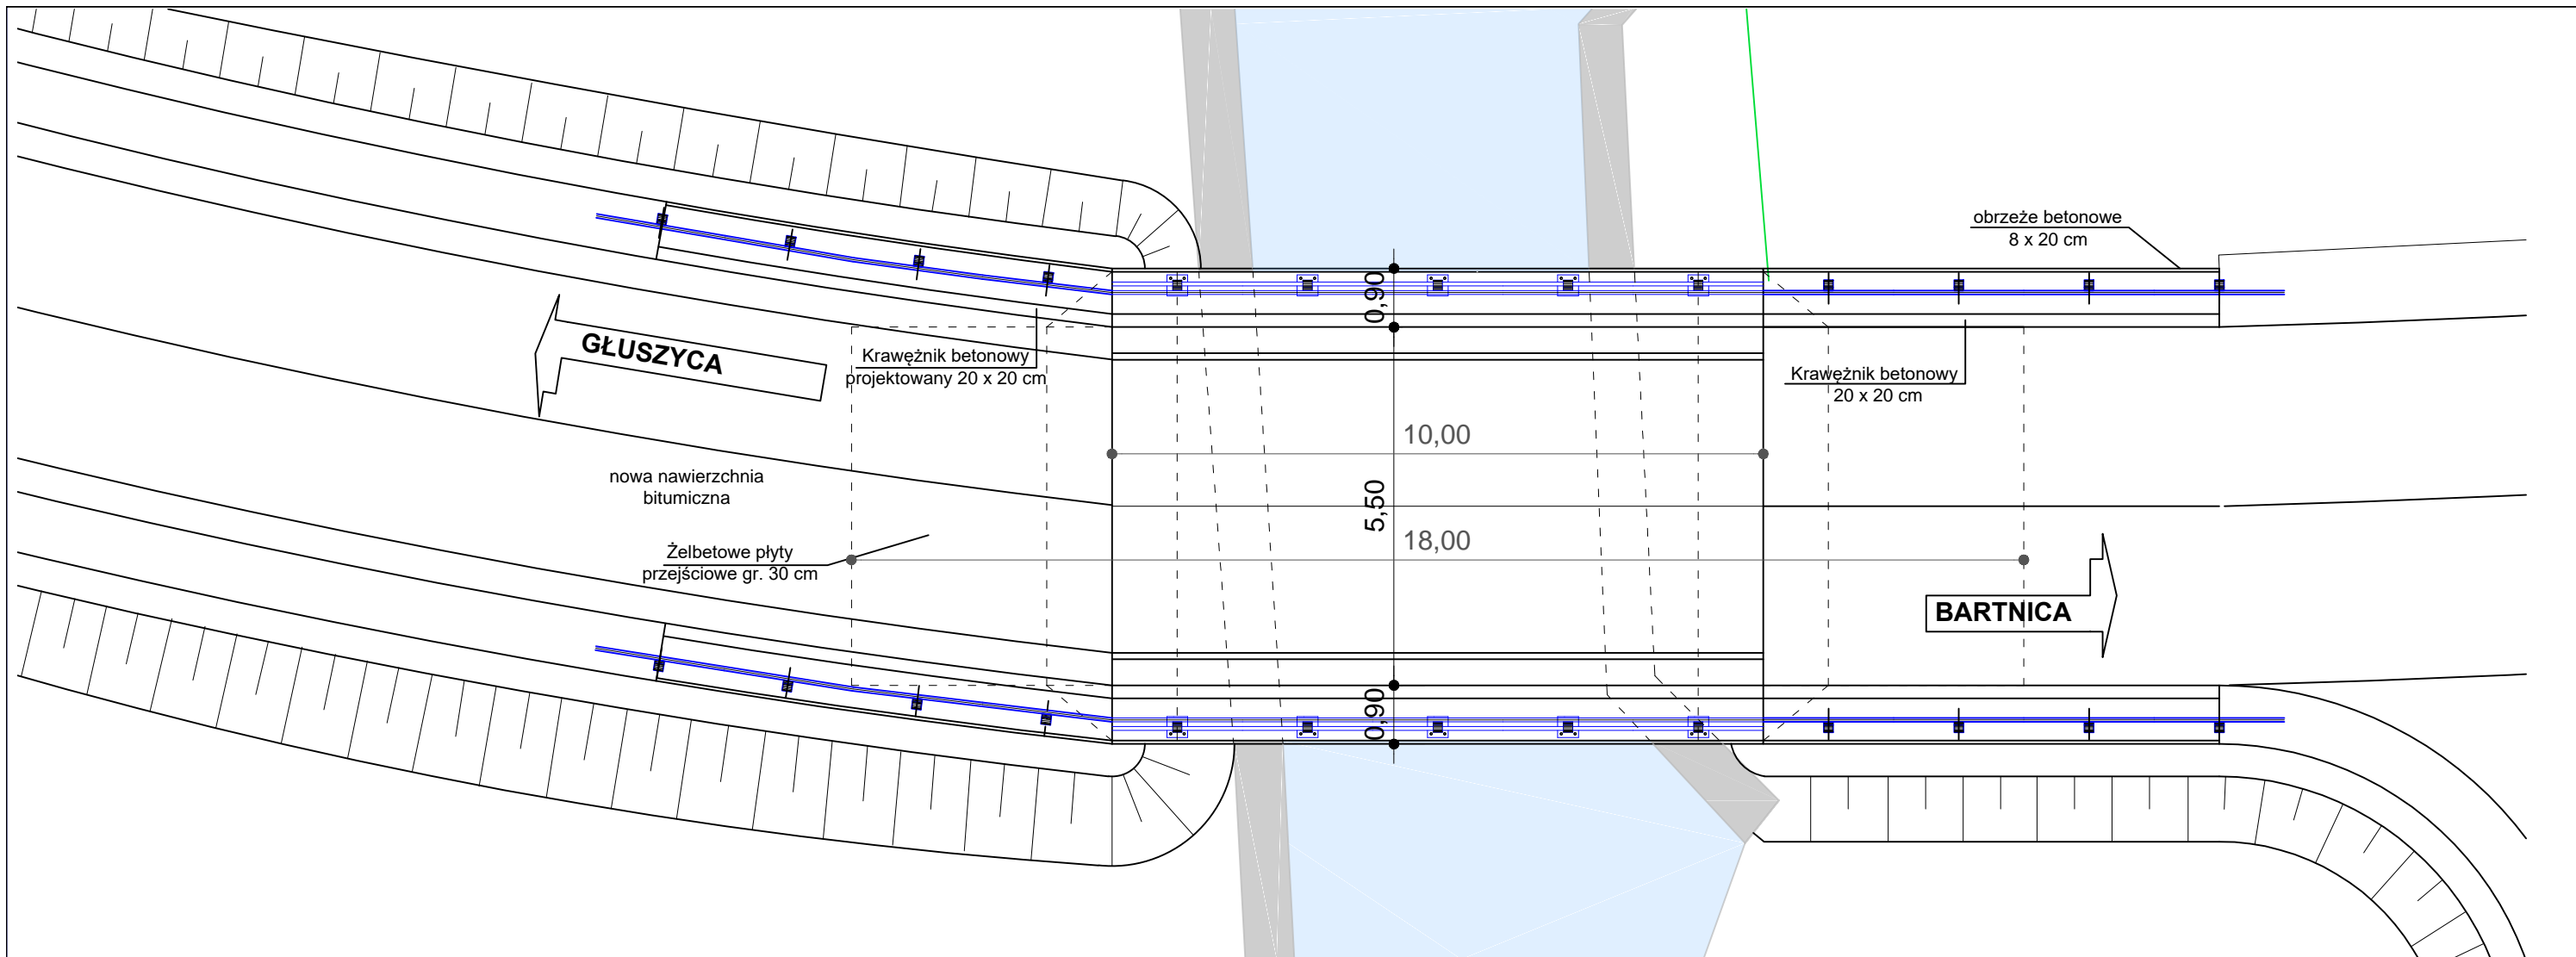 obrzeże betonowe
8 x 20 cm
0,90
GŁUSZYCA
Krawężnik betonowy
projektowany 20 x 20 cm
Krawężnik betonowy
20 x 20 cm
10,00
nowa nawierzchnia
bitumiczna
5,50
18,00
Żelbetowe płyty
przejściowe gr. 30 cm
BARTNICA
0,90